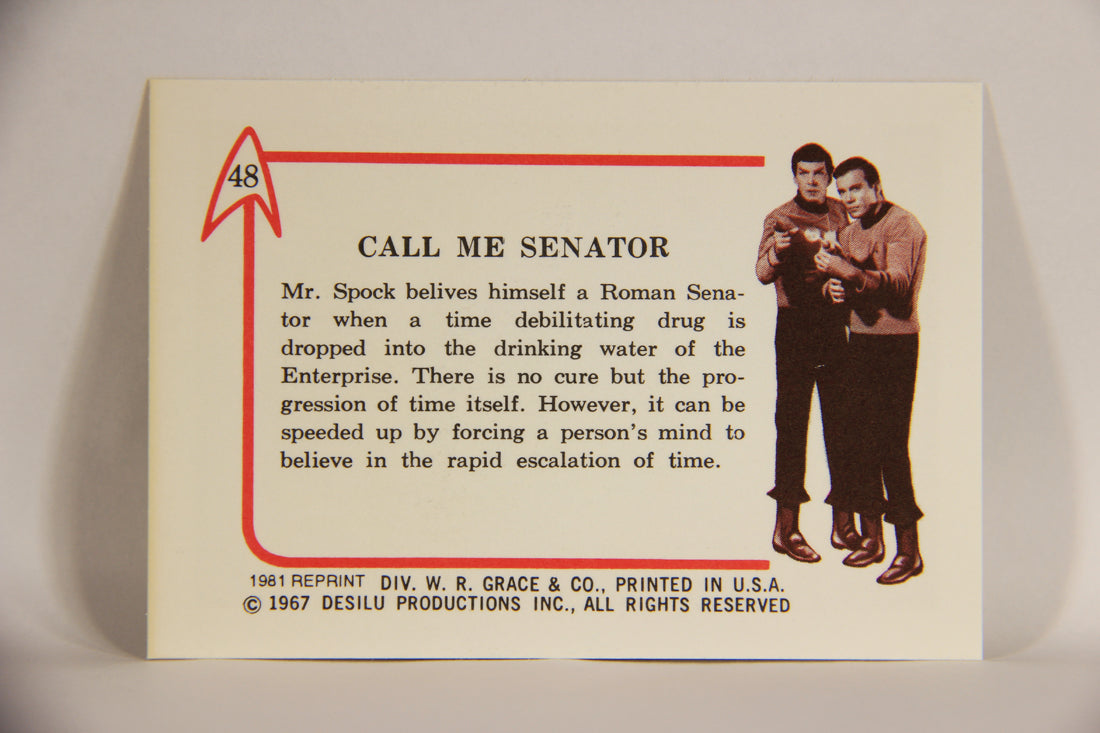 48
CALL ME SENATOR
Mr. Spock belives himself a Roman Sena-
tor when a time debilitating drug is
dropped into the drinking water of the
Enterprise. There is no cure but the pro-
gression of time itself. However, it can be
speeded up by forcing a person's mind to
believe in the rapid escalation of time.
1981 REPRINT DIV. W. R. GRACE & CO., PRINTED IN U.S.A.
© 1967 DESILU PRODUCTIONS INC., ALL RIGHTS RESERVED